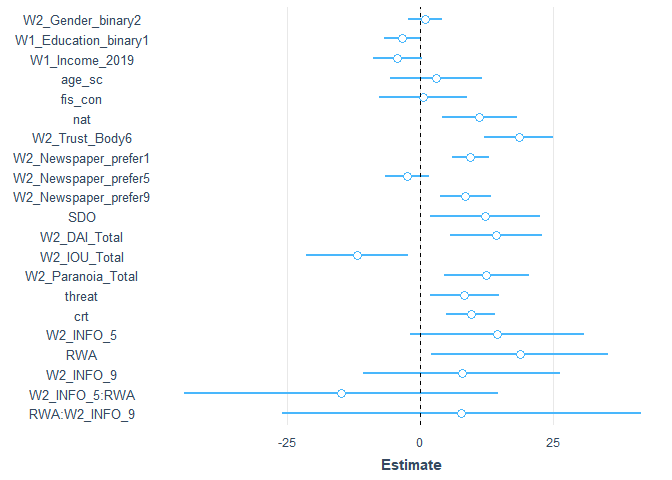 W2_Gender_binary2
W1_Education_binary1
W1_Income_2019
age_sc
fis_con
nat
W2_Trust_Body6
W2_Newspaper_prefer1
W2_Newspaper_prefer5
W2_Newspaper_prefer9
SDO
W2_DAI_Total
W2_IOU_Total
W2_Paranoia_Total
threat
crt
W2_INFO_5
RWA
W2_INFO_9
W2_INFO_5:RWA
RWA:W2_INFO_9
-25 0 25
Estimate